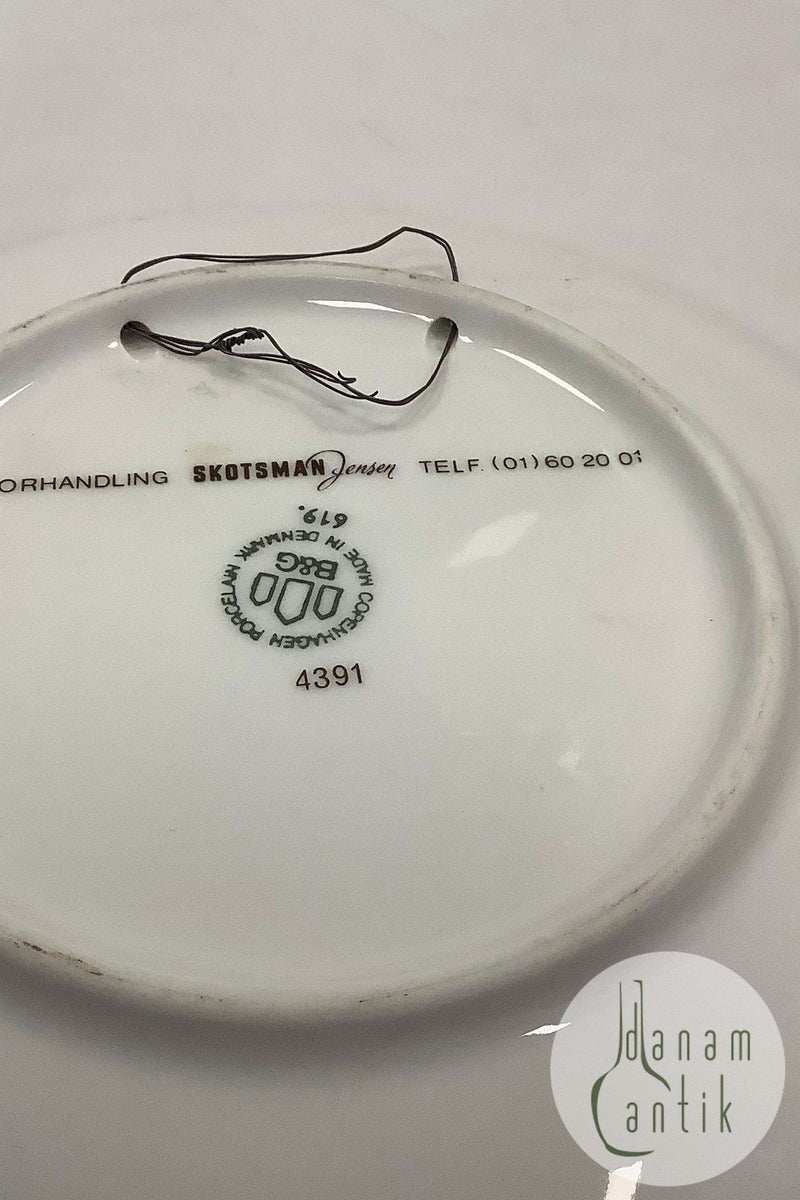 ORHANDLING SKOTSMAN Jensen TELF. (01) 60 20 01
619.
MADE IN DENMARK
B&G
COPENHAGEN PORCELAIN
4391
danam
antik